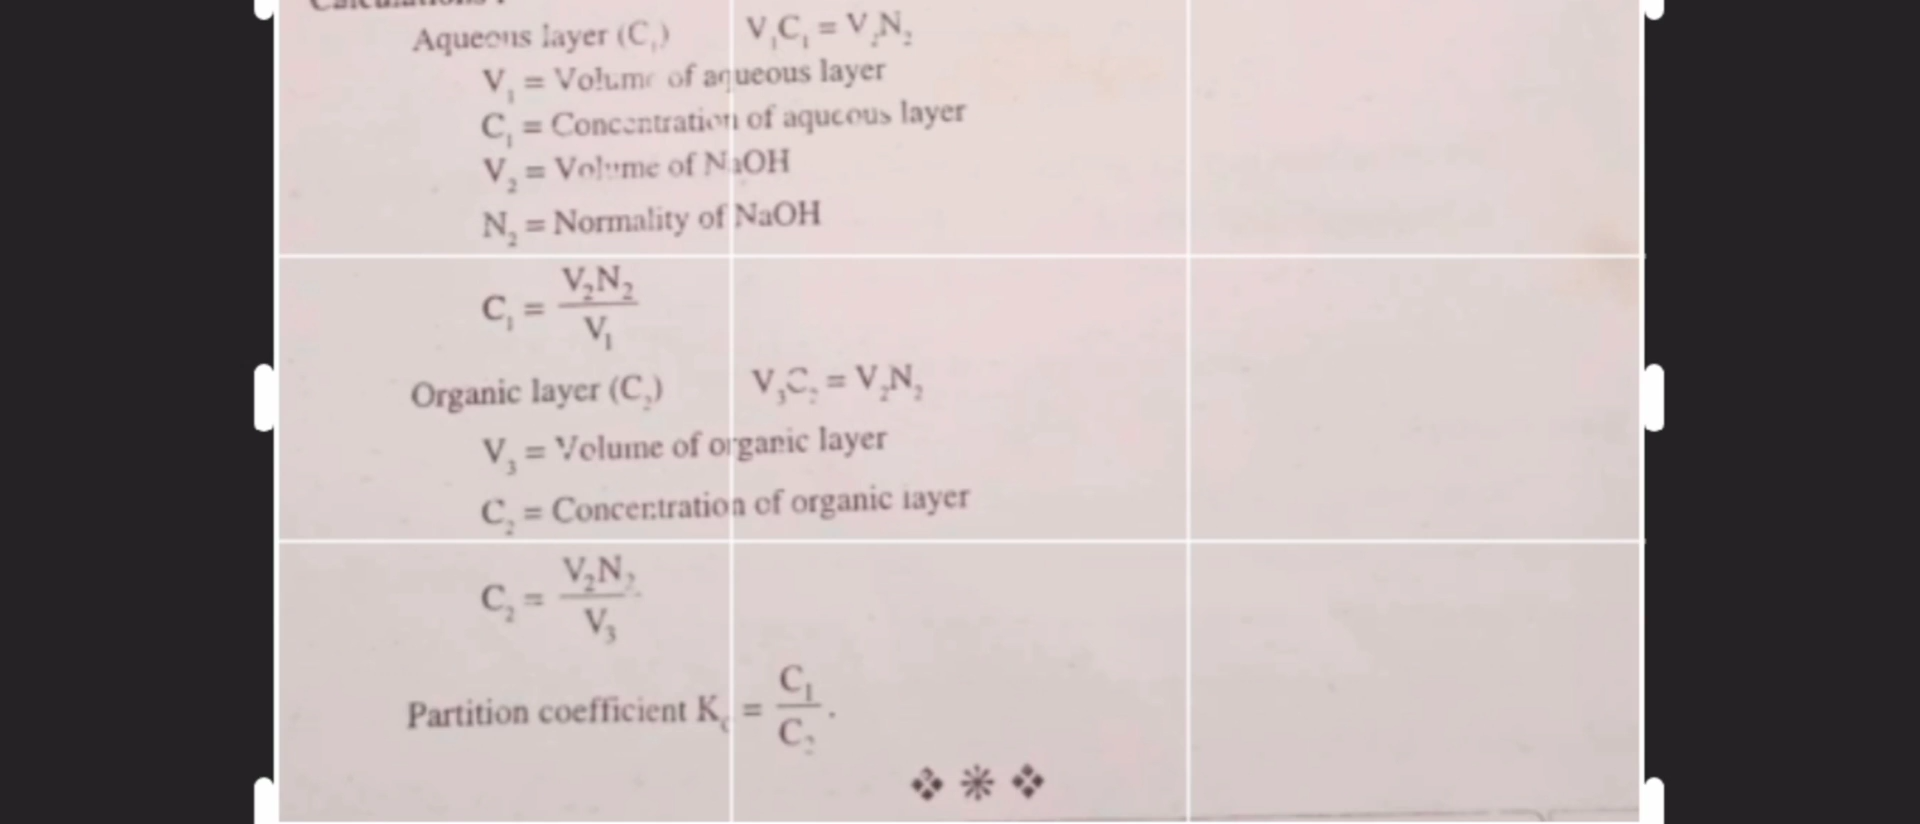 Calculations :
Aqueous layer (C₁) V₁C₁ = V₂N₂
V₁ = Volume of aqueous layer
C₁ = Concentration of aqueous layer
V₂ = Volume of NaOH
N₂ = Normality of NaOH
C₁ = V₂N₂ / V₁
Organic layer (C₂) V₃C₂ = V₂N₂
V₃ = Volume of organic layer
C₂ = Concentration of organic layer
C₂ = V₂N₂ / V₃
Partition coefficient K꜀ = C₁ / C₂ .